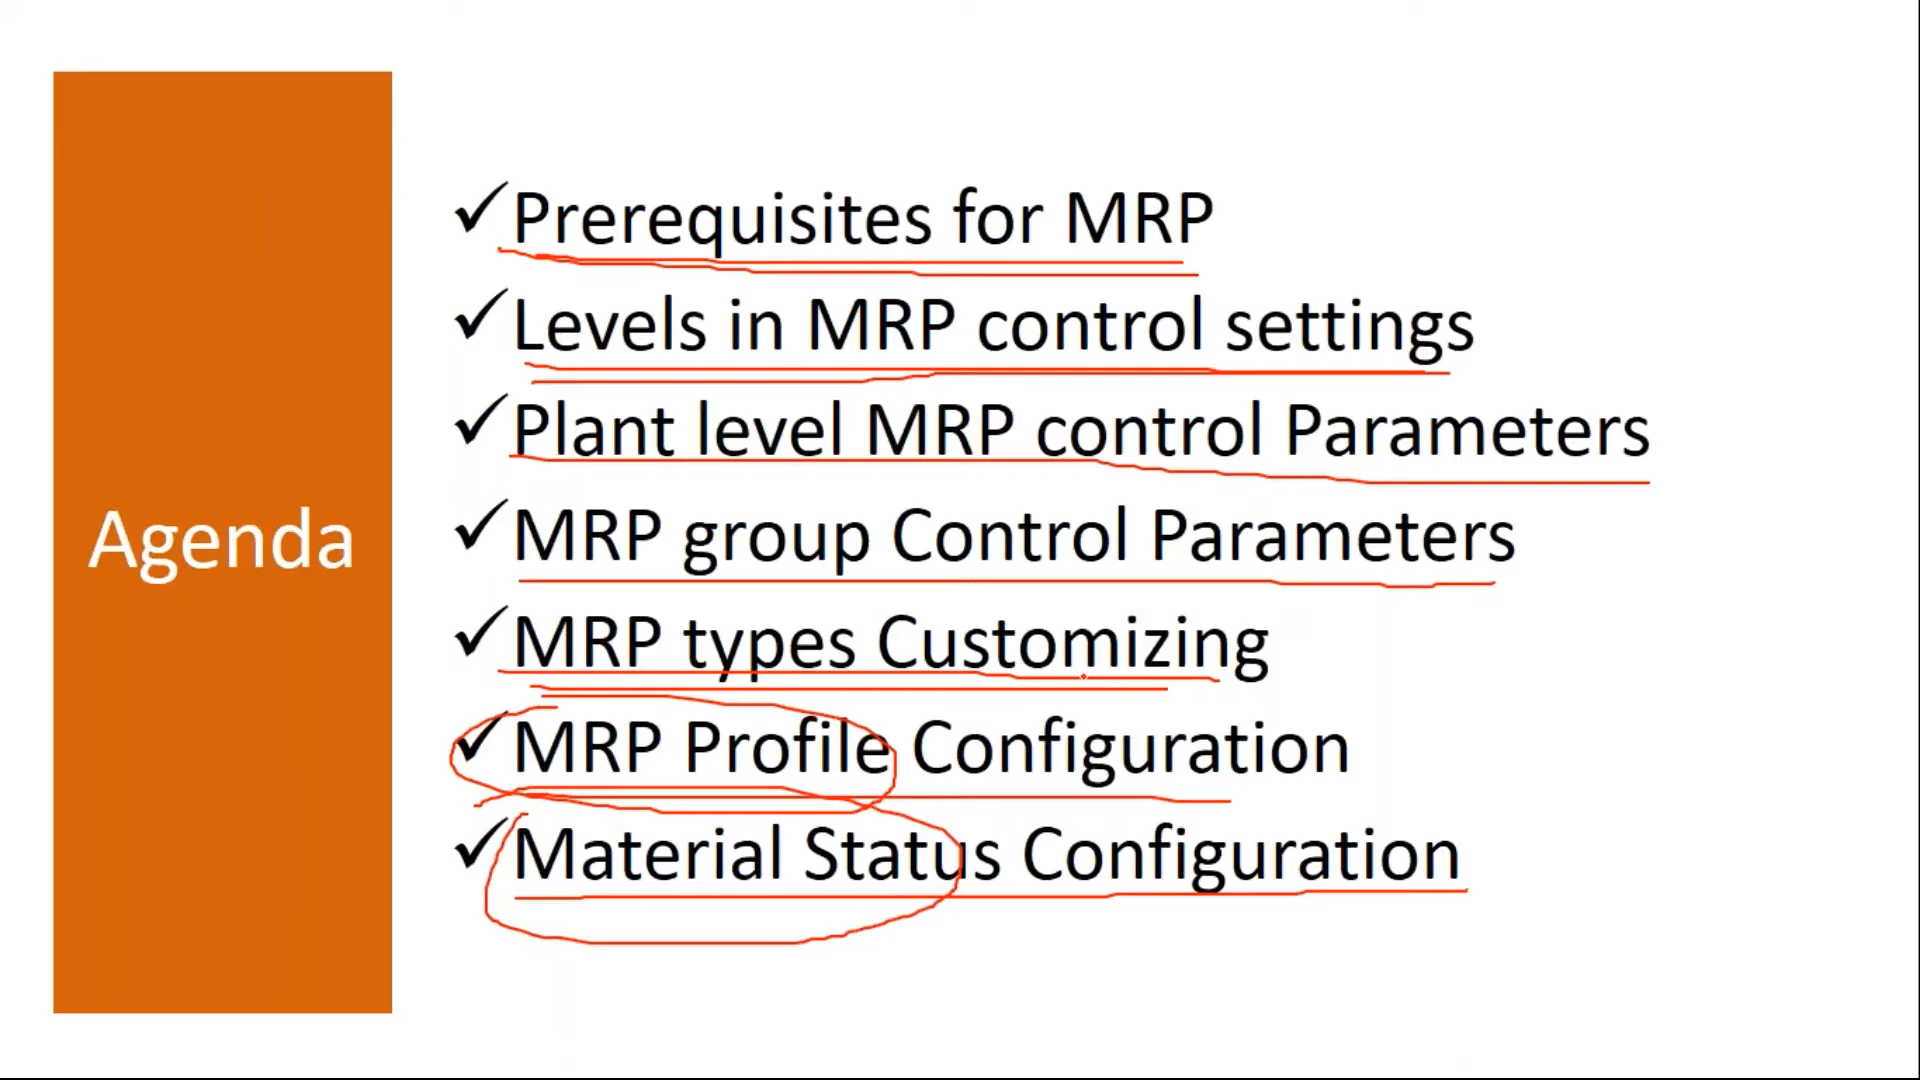 Agenda
✓Prerequisites for MRP
✓Levels in MRP control settings
✓Plant level MRP control Parameters
✓MRP group Control Parameters
✓MRP types Customizing
✓MRP Profile Configuration
✓Material Status Configuration